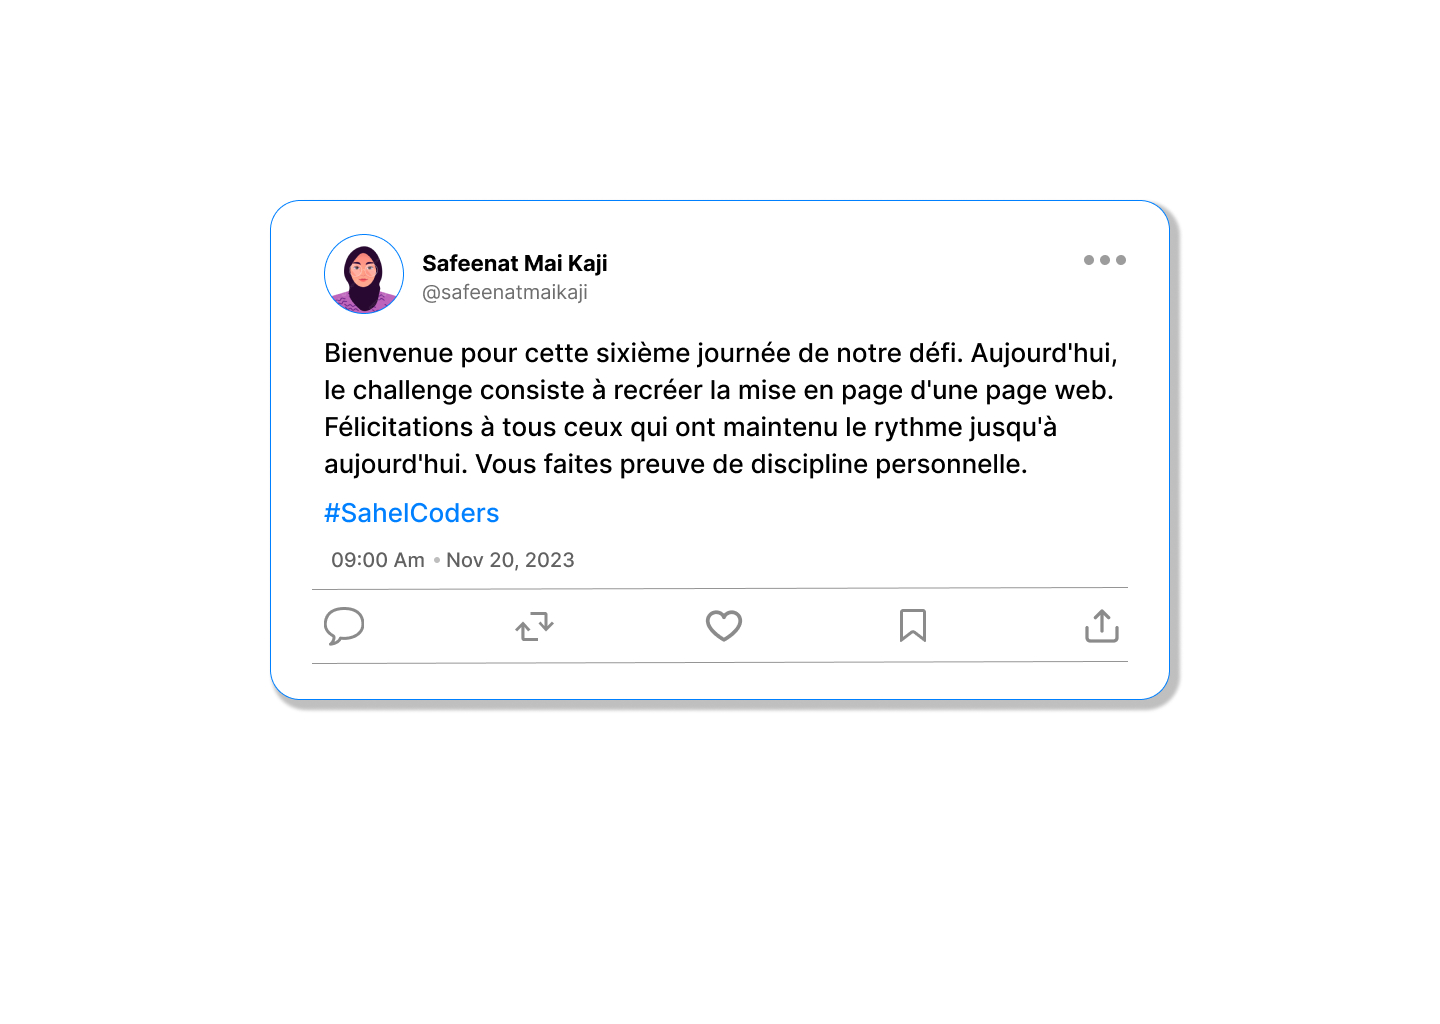 Safeenat Mai Kaji
@safeenatmaikaji
Bienvenue pour cette sixième journée de notre défi. Aujourd'hui,
le challenge consiste à recréer la mise en page d'une page web.
Félicitations à tous ceux qui ont maintenu le rythme jusqu'à
aujourd'hui. Vous faites preuve de discipline personnelle.
#SahelCoders
09:00 Am • Nov 20, 2023